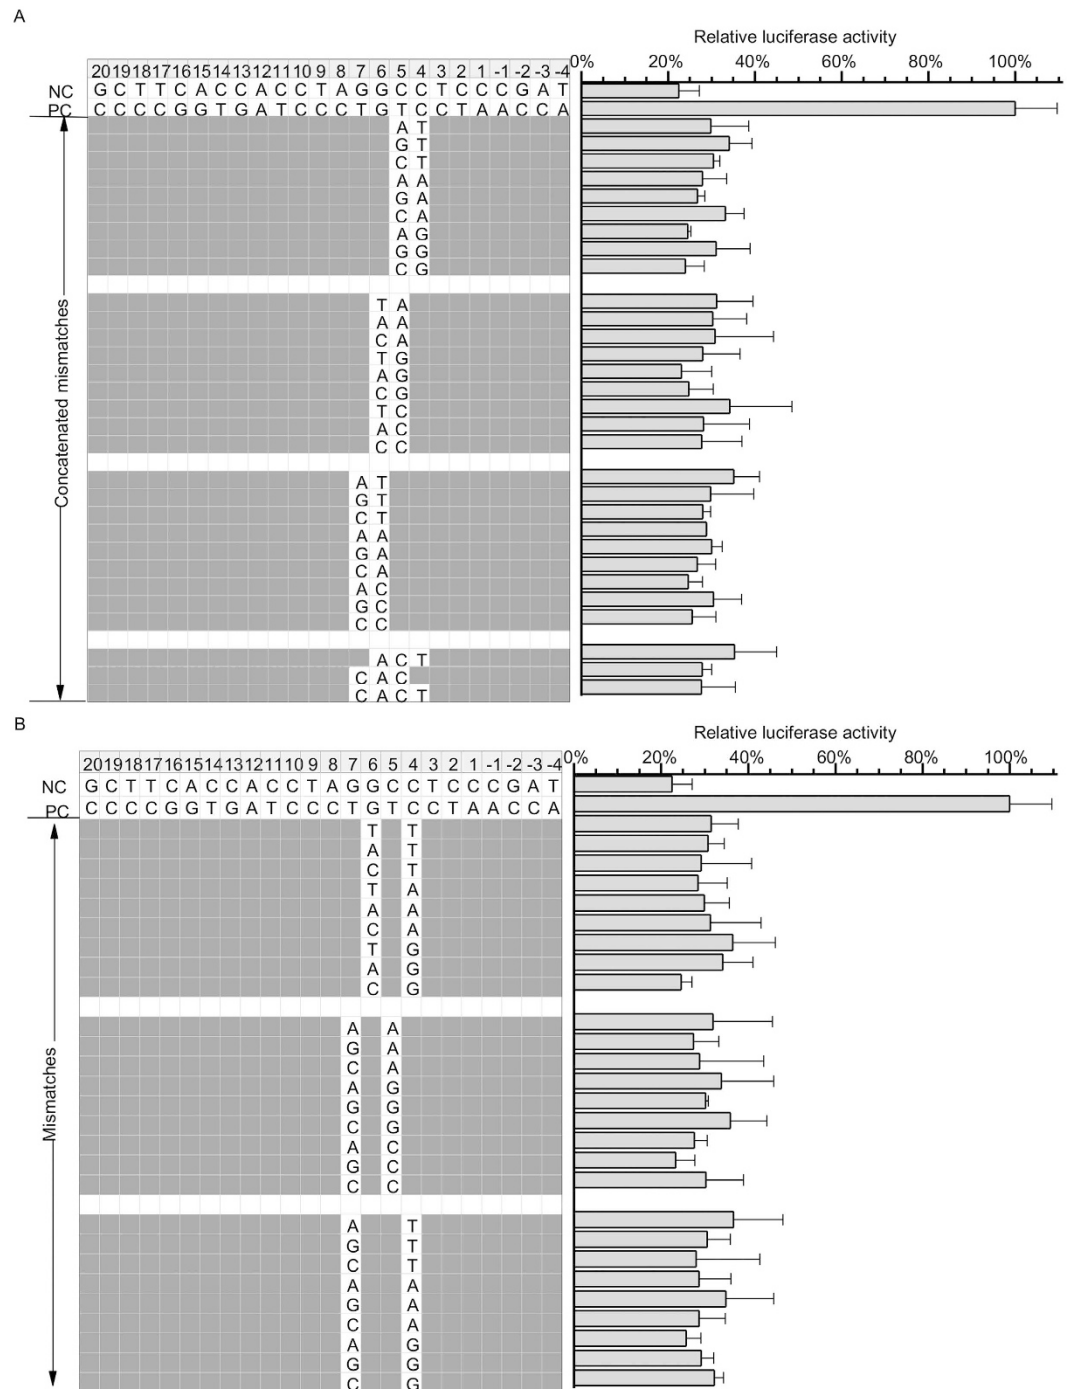 A
Relative luciferase activity
0% 20% 40% 60% 80% 100%
20 19 18 17 16 15 14 13 12 11 10 9 8 7 6 5 4 3 2 1 -1 -2 -3 -4
NC G C T T C A C C A C C T A G G C C T C C C G A T
PC C C C C G G T G A T C C C T G T C C T A A C C A
A T
G T
C T
A A
G A
C A
A G
G G
C G
T A
A A
C A
T G
A G
C G
T C
A C
C C
A T
G T
C T
A A
G A
C A
A C
G C
C C
A C T
C A C
C A C T
Concatenated mismatches
B
Relative luciferase activity
0% 20% 40% 60% 80% 100%
20 19 18 17 16 15 14 13 12 11 10 9 8 7 6 5 4 3 2 1 -1 -2 -3 -4
NC G C T T C A C C A C C T A G G C C T C C C G A T
PC C C C C G G T G A T C C C T G T C C T A A C C A
T T
A T
C T
T A
A A
C A
T G
A G
C G
A A
G A
C A
A G
G G
C G
A C
G C
C C
A T
G T
C T
A A
G A
C A
A G
G G
C G
Mismatches